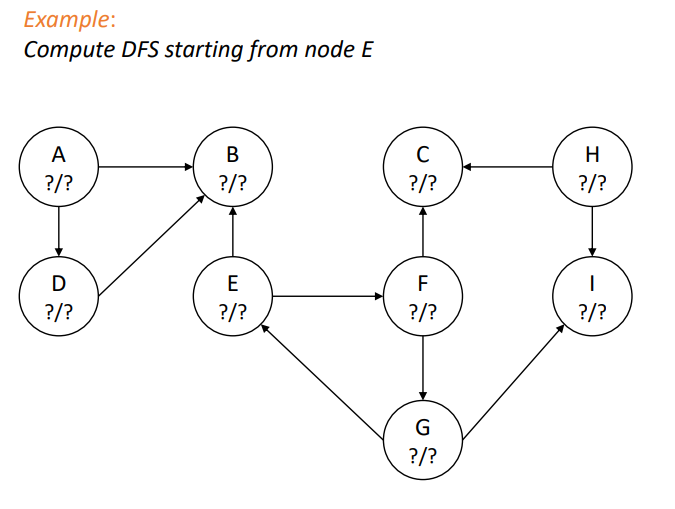 Example:
Compute DFS starting from node E
A
?/?
B
?/?
C
?/?
H
?/?
D
?/?
E
?/?
F
?/?
I
?/?
G
?/?